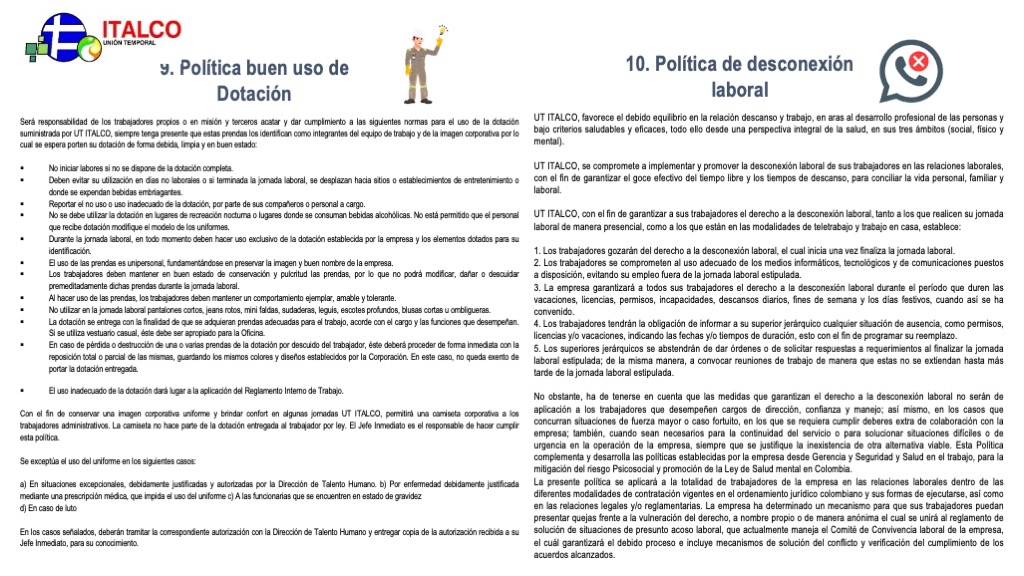 ITALCO
UNIÓN TEMPORAL
9. Política buen uso de
Dotación
Será responsabilidad de los trabajadores propios o en misión y terceros acatar y dar cumplimiento a las siguientes normas para el uso de la dotación
suministrada por UT ITALCO, siempre tenga presente que estas prendas los identifican como integrantes del equipo de trabajo y de la imagen corporativa por lo
cual se espera porten su dotación de forma debida, limpia y en buen estado:
▪ No iniciar labores si no se dispone de la dotación completa.
▪ Deben evitar su utilización en días no laborales o si terminada la jornada laboral, se desplazan hacia sitios o establecimientos de entretenimiento o
donde se expendan bebidas embriagantes.
▪ Reportar el no uso o uso inadecuado de la dotación, por parte de sus compañeros o personal a cargo.
▪ No se debe utilizar la dotación en lugares de recreación nocturna o lugares donde se consuman bebidas alcohólicas. No está permitido que el personal
que recibe dotación modifique el modelo de los uniformes.
▪ Durante la jornada laboral, en todo momento deben hacer uso exclusivo de la dotación establecida por la empresa y los elementos dotados para su
identificación.
▪ El uso de las prendas es unipersonal, fundamentándose en preservar la imagen y buen nombre de la empresa.
▪ Los trabajadores deben mantener en buen estado de conservación y pulcritud las prendas, por lo que no podrá modificar, dañar o descuidar
premeditadamente dichas prendas durante la jornada laboral.
▪ Al hacer uso de las prendas, los trabajadores deben mantener un comportamiento ejemplar, amable y tolerante.
▪ No utilizar en la jornada laboral pantalones cortos, jeans rotos, mini faldas, sudaderas, leguis, escotes profundos, blusas cortas u ombligueras.
▪ La dotación se entrega con la finalidad de que se adquieran prendas adecuadas para el trabajo, acorde con el cargo y las funciones que desempeñan.
Si se utiliza vestuario casual, éste debe ser apropiado para la Oficina.
▪ En caso de pérdida o destrucción de una o varias prendas de la dotación por descuido del trabajador, éste deberá proceder de forma inmediata con la
reposición total o parcial de las mismas, guardando los mismos colores y diseños establecidos por la Corporación. En este caso, no queda exento de
portar la dotación entregada.
▪ El uso inadecuado de la dotación dará lugar a la aplicación del Reglamento Interno de Trabajo.
Con el fin de conservar una imagen corporativa uniforme y brindar confort en algunas jornadas UT ITALCO, permitirá una camiseta corporativa a los
trabajadores administrativos. La camiseta no hace parte de la dotación entregada al trabajador por ley. El Jefe Inmediato es el responsable de hacer cumplir
esta política.
Se exceptúa el uso del uniforme en los siguientes casos:
a) En situaciones excepcionales, debidamente justificadas y autorizadas por la Dirección de Talento Humano. b) Por enfermedad debidamente justificada
mediante una prescripción médica, que impida el uso del uniforme c) A las funcionarias que se encuentren en estado de gravidez
d) En caso de luto
En los casos señalados, deberán tramitar la correspondiente autorización con la Dirección de Talento Humano y entregar copia de la autorización recibida a su
Jefe Inmediato, para su conocimiento.
10. Política de desconexión
laboral
UT ITALCO, favorece el debido equilibrio en la relación descanso y trabajo, en aras al desarrollo profesional de las personas y
bajo criterios saludables y eficaces, todo ello desde una perspectiva integral de la salud, en sus tres ámbitos (social, físico y
mental).
UT ITALCO, se compromete a implementar y promover la desconexión laboral de sus trabajadores en las relaciones laborales,
con el fin de garantizar el goce efectivo del tiempo libre y los tiempos de descanso, para conciliar la vida personal, familiar y
laboral.
UT ITALCO, con el fin de garantizar a sus trabajadores el derecho a la desconexión laboral, tanto a los que realicen su jornada
laboral de manera presencial, como a los que están en las modalidades de teletrabajo y trabajo en casa, establece:
1. Los trabajadores gozarán del derecho a la desconexión laboral, el cual inicia una vez finaliza la jornada laboral.
2. Los trabajadores se comprometen al uso adecuado de los medios informáticos, tecnológicos y de comunicaciones puestos
a disposición, evitando su empleo fuera de la jornada laboral estipulada.
3. La empresa garantizará a todos sus trabajadores el derecho a la desconexión laboral durante el período que duren las
vacaciones, licencias, permisos, incapacidades, descansos diarios, fines de semana y los días festivos, cuando así se ha
convenido.
4. Los trabajadores tendrán la obligación de informar a su superior jerárquico cualquier situación de ausencia, como permisos,
licencias y/o vacaciones, indicando las fechas y/o tiempos de duración, esto con el fin de programar su reemplazo.
5. Los superiores jerárquicos se abstendrán de dar órdenes o de solicitar respuestas a requerimientos al finalizar la jornada
laboral estipulada; de la misma manera, a convocar reuniones de trabajo de manera que estas no se extiendan hasta más
tarde de la jornada laboral estipulada.
No obstante, ha de tenerse en cuenta que las medidas que garantizan el derecho a la desconexión laboral no serán de
aplicación a los trabajadores que desempeñen cargos de dirección, confianza y manejo; así mismo, en los casos que
concurran situaciones de fuerza mayor o caso fortuito, en los que se requiera cumplir deberes extra de colaboración con la
empresa; también, cuando sean necesarios para la continuidad del servicio o para solucionar situaciones difíciles o de
urgencia en la operación de la empresa, siempre que se justifique la inexistencia de otra alternativa viable. Esta Política
complementa y desarrolla las políticas establecidas por la empresa desde Gerencia y Seguridad y Salud en el trabajo, para la
mitigación del riesgo Psicosocial y promoción de la Ley de Salud mental en Colombia.
La presente política se aplicará a la totalidad de trabajadores de la empresa en las relaciones laborales dentro de las
diferentes modalidades de contratación vigentes en el ordenamiento jurídico colombiano y sus formas de ejecutarse, así como
en las relaciones legales y/o reglamentarias. La empresa ha determinado un mecanismo para que sus trabajadores puedan
presentar quejas frente a la vulneración del derecho, a nombre propio o de manera anónima el cual se unirá al reglamento de
solución de situaciones de presunto acoso laboral, que actualmente maneja el Comité de Convivencia laboral de la empresa,
el cuál garantizará el debido proceso e incluye mecanismos de solución del conflicto y verificación del cumplimiento de los
acuerdos alcanzados.